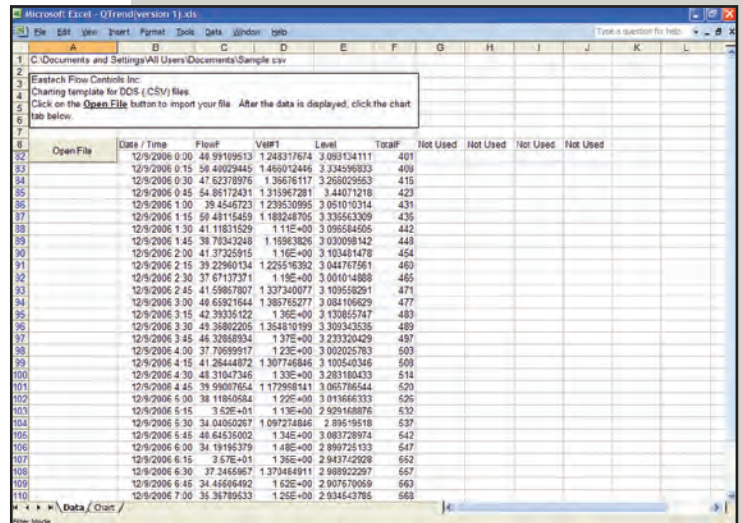 Microsoft Excel - QTrend(version 1).xls
File Edit View Insert Format Tools Data Window Help Type a question for help
A B C D E F G H I J K L
1 C:\Documents and Settings\All Users\Documents\Sample.csv
2
3 Eastech Flow Controls Inc.
4 Charting template for DDS (.CSV) files.
5 Click on the Open File button to import your file. After the data is displayed, click the chart
6 tab below.
7
8 Open File Date / Time FlowF Vel#1 Level TotalF Not Used Not Used Not Used Not Used
82 12/9/2006 0:00 40.99109513 1.248317674 3.093134111 401
83 12/9/2006 0:15 50.40029445 1.466012446 3.334596833 409
84 12/9/2006 0:30 47.62378976 1.36676117 3.266029553 415
85 12/9/2006 0:45 54.86172431 1.315967281 3.44071218 423
86 12/9/2006 1:00 39.4546723 1.239530995 3.051010314 431
87 12/9/2006 1:15 50.48115459 1.188248705 3.336563309 436
88 12/9/2006 1:30 41.11831529 1.11E+00 3.096584505 442
89 12/9/2006 1:45 38.70343248 1.15983826 3.030098142 448
90 12/9/2006 2:00 41.37325915 1.16E+00 3.103481478 454
91 12/9/2006 2:15 39.22960134 1.225516392 3.044767561 460
92 12/9/2006 2:30 37.67137371 1.19E+00 3.001014888 465
93 12/9/2006 2:45 41.59867807 1.337340077 3.109558291 471
94 12/9/2006 3:00 40.65921644 1.385765277 3.084106629 477
95 12/9/2006 3:15 42.39335122 1.36E+00 3.130855747 483
96 12/9/2006 3:30 49.36802205 1.354810199 3.309343535 489
97 12/9/2006 3:45 46.32868934 1.37E+00 3.233320429 497
98 12/9/2006 4:00 37.70699917 1.23E+00 3.002025783 503
99 12/9/2006 4:15 41.26444872 1.307746846 3.100540346 508
100 12/9/2006 4:30 48.31047346 1.33E+00 3.283180433 514
101 12/9/2006 4:45 39.99087654 1.172998141 3.065786544 520
102 12/9/2006 5:00 38.11860584 1.22E+00 3.013666333 526
103 12/9/2006 5:15 3.52E+01 1.13E+00 2.929168876 532
104 12/9/2006 5:30 34.04060267 1.097274846 2.89519518 537
105 12/9/2006 5:45 40.64535002 1.34E+00 3.083728974 542
106 12/9/2006 6:00 34.19195379 1.48E+00 2.899725133 547
107 12/9/2006 6:15 3.57E+01 1.36E+00 2.943742928 552
108 12/9/2006 6:30 37.2465957 1.370484911 2.988922297 557
109 12/9/2006 6:45 34.46606492 1.52E+00 2.907670059 563
110 12/9/2006 7:00 35.36789533 1.25E+00 2.934543785 568
Data / Chart
Filter Mode